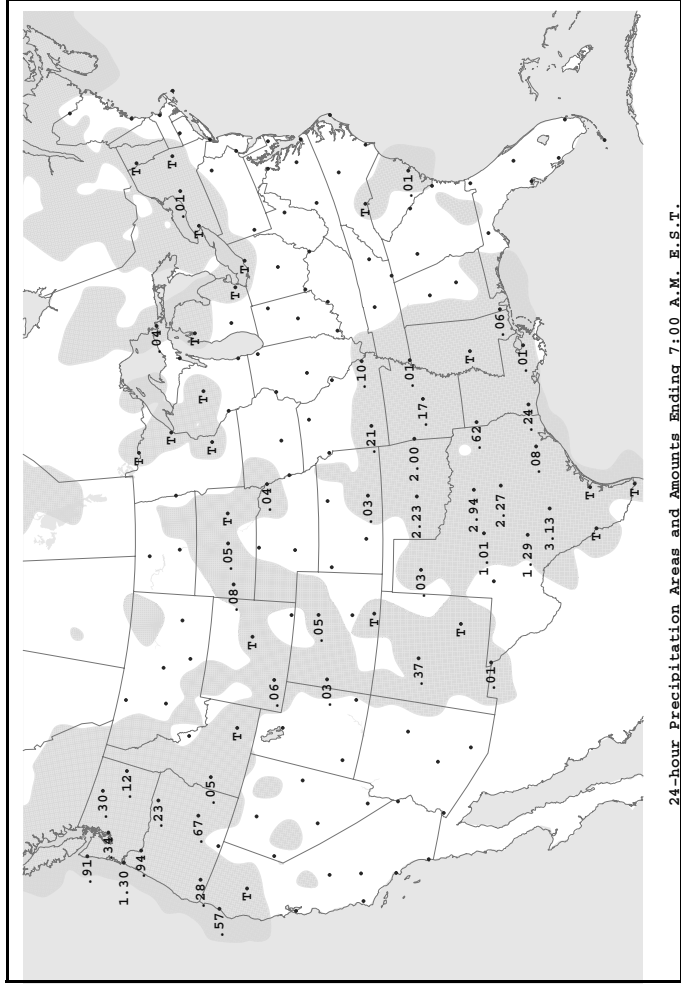 .91
.30
.34
.12
1.30
.94
.23
.67
.05
.28
.57
T
T
.06
T
.08
.05
T
.04
.03
.05
T
.37
T
.01
.03
.03
.21
.10
2.23
2.00
.17
.01
2.94
1.01
2.27
.62
T
.06
1.29
3.13
.08
.24
.01
T
T
T
T
T
T
T
.04
T
T
T
T
.01
T
T
T
.01
24-hour Precipitation Areas and Amounts Ending 7:00 A.M. E.S.T.